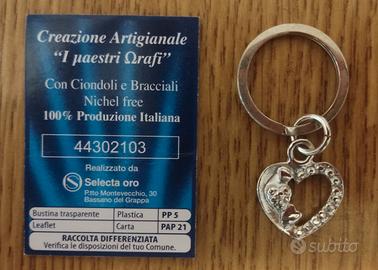 Creazione Artigianale
"I μaestri Ωrafi"
Con Ciondoli e Bracciali
Nichel free
100% Produzione Italiana
44302103
Realizzato da
S Selecta oro
P.tto Montevecchio, 30
Bassano del Grappa
Bustina trasparente Plastica PP 5
Leaflet Carta PAP 21
RACCOLTA DIFFERENZIATA
Verifica le disposizioni del tuo Comune.
subito